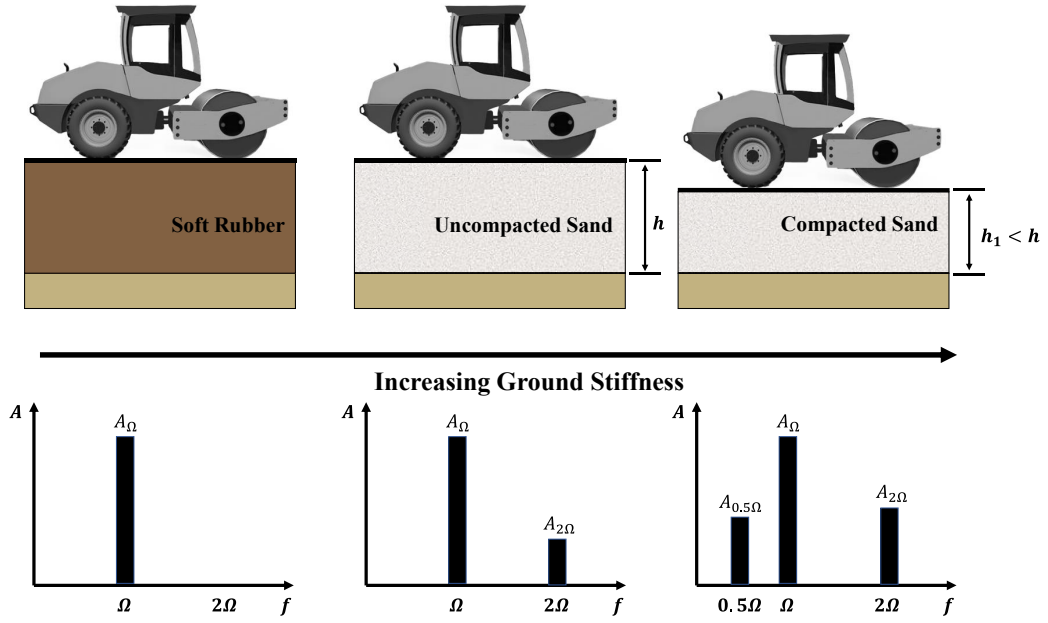 Soft Rubber
Uncompacted Sand
h
Compacted Sand
h₁ < h
Increasing Ground Stiffness
A
A_Ω
Ω
2Ω
f
A
A_Ω
A_2Ω
Ω
2Ω
f
A
A_0.5Ω
A_Ω
A_2Ω
0.5Ω
Ω
2Ω
f